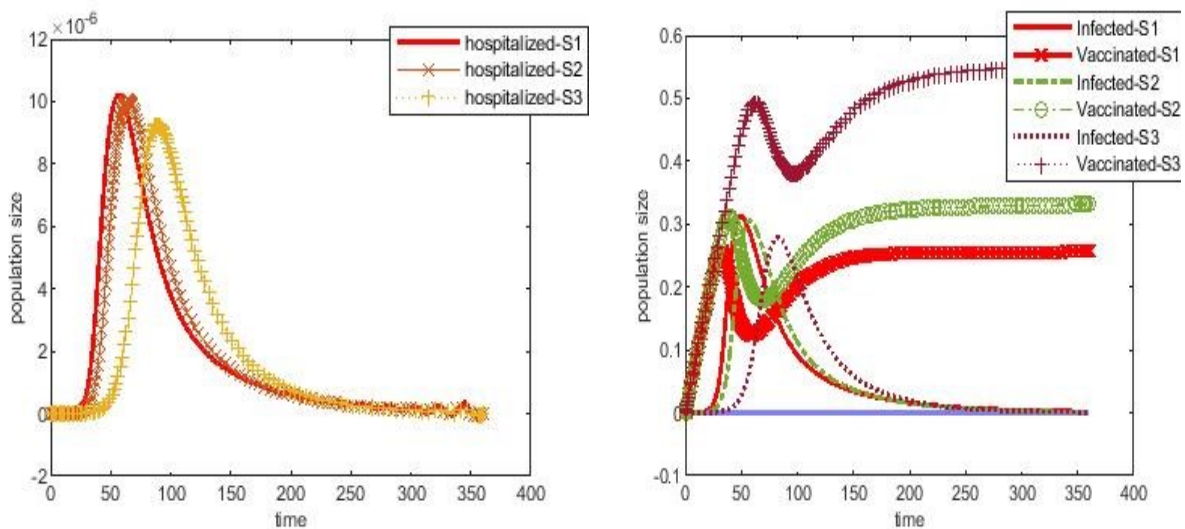 ×10-6
12
10
8
6
4
2
0
-2
population size
0 50 100 150 200 250 300 350 400
time
hospitalized-S1
hospitalized-S2
hospitalized-S3
0.6
0.5
0.4
0.3
0.2
0.1
0
-0.1
population size
0 50 100 150 200 250 300 350 400
time
Infected-S1
Vaccinated-S1
Infected-S2
Vaccinated-S2
Infected-S3
Vaccinated-S3